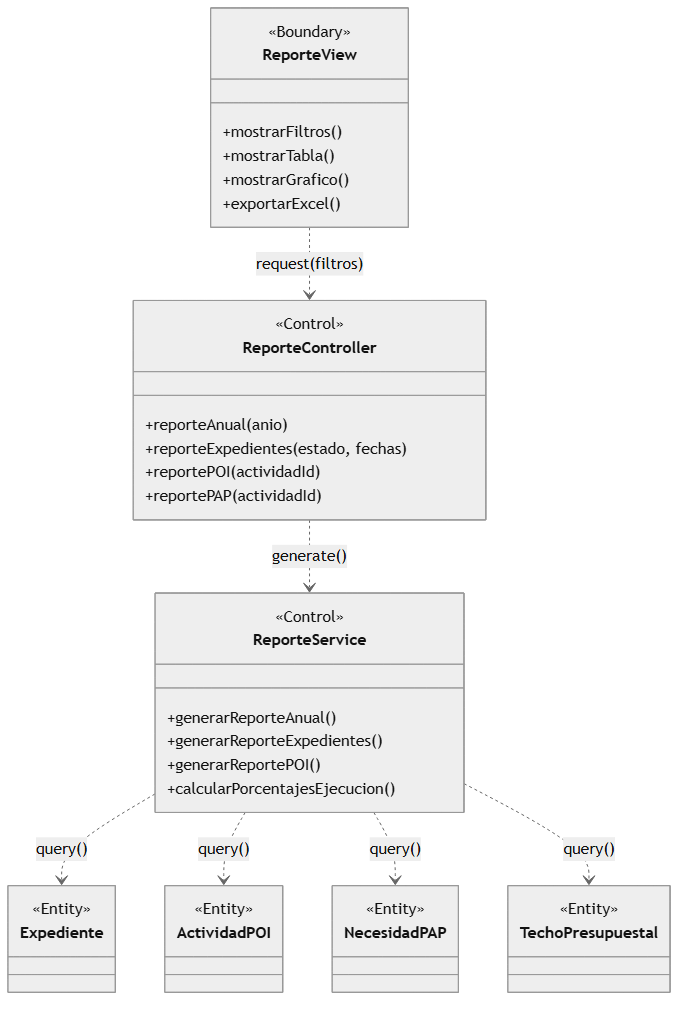 «Boundary»
ReporteView
+mostrarFiltros()
+mostrarTabla()
+mostrarGrafico()
+exportarExcel()
request(filtros)
«Control»
ReporteController
+reporteAnual(anio)
+reporteExpedientes(estado, fechas)
+reportePOI(actividadId)
+reportePAP(actividadId)
generate()
«Control»
ReporteService
+generarReporteAnual()
+generarReporteExpedientes()
+generarReportePOI()
+calcularPorcentajesEjecucion()
query()
query()
query()
query()
«Entity»
Expediente
«Entity»
ActividadPOI
«Entity»
NecesidadPAP
«Entity»
TechoPresupuestal